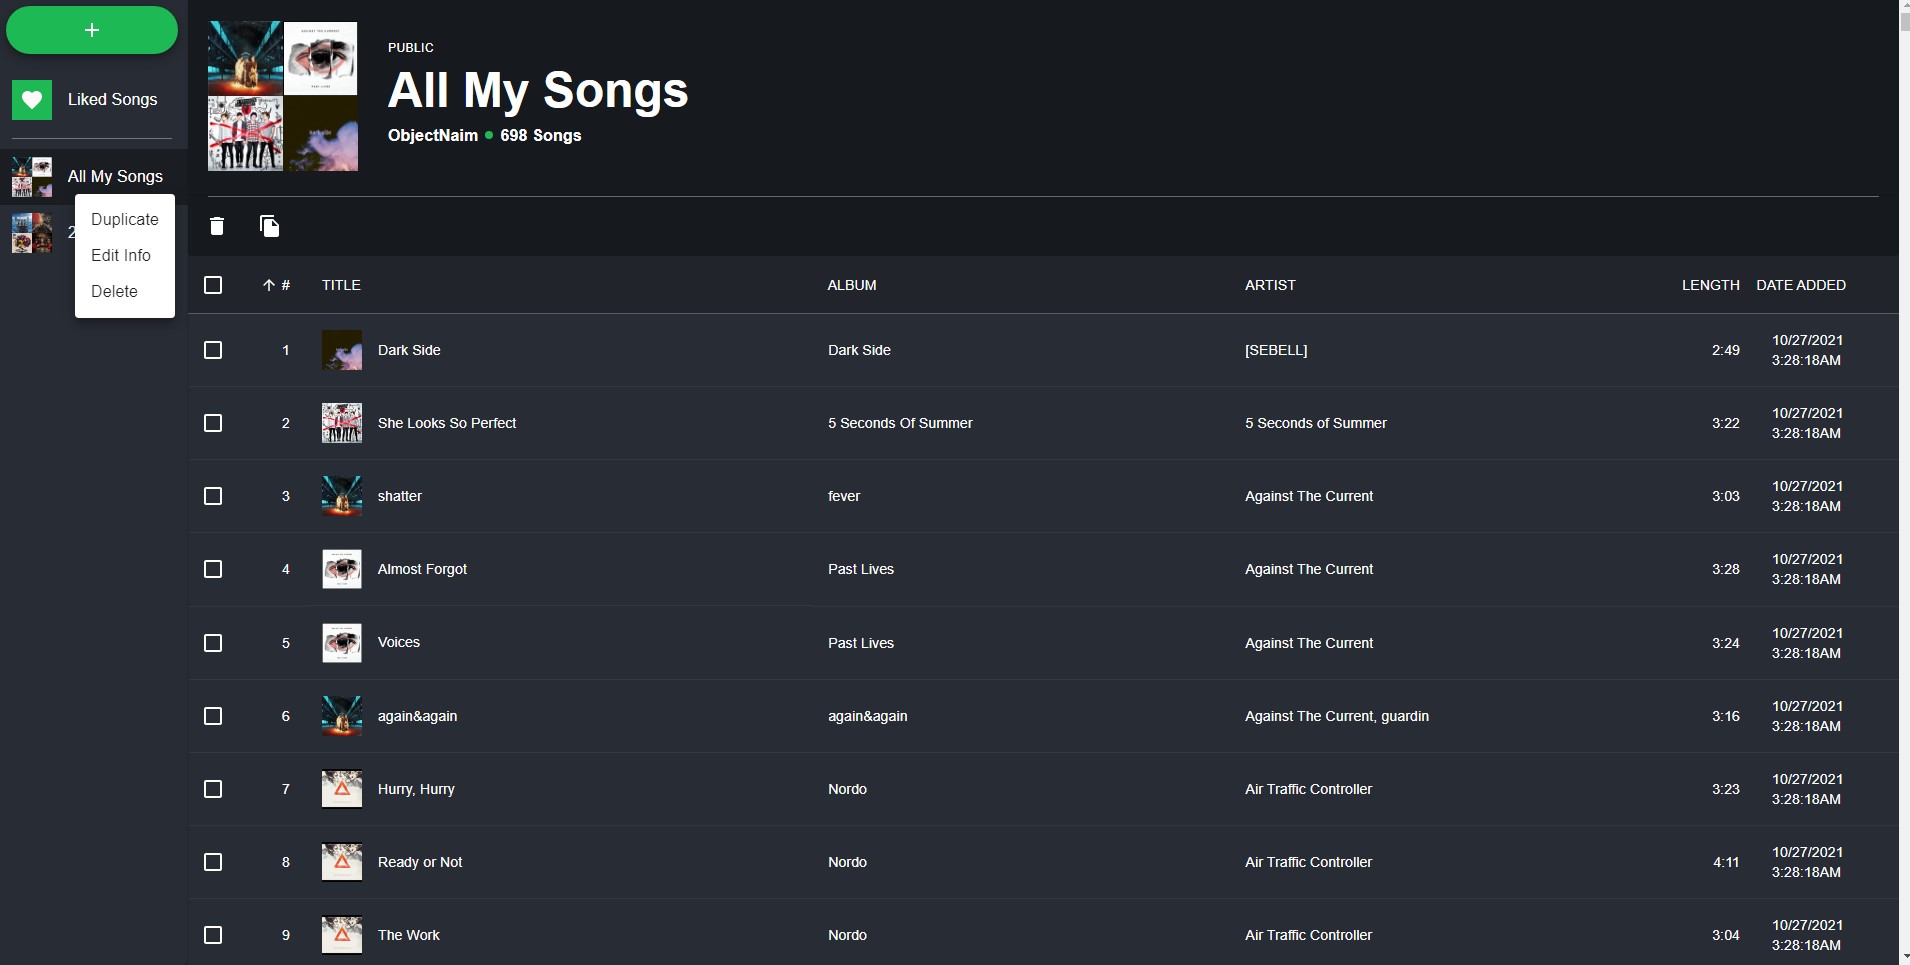 +
Liked Songs
All My Songs
2
Duplicate
Edit Info
Delete
PUBLIC
All My Songs
ObjectNaim ● 698 Songs
# TITLE ALBUM ARTIST LENGTH DATE ADDED
1 Dark Side Dark Side [SEBELL] 2:49 10/27/2021
3:28:18AM
2 She Looks So Perfect 5 Seconds Of Summer 5 Seconds of Summer 3:22 10/27/2021
3:28:18AM
3 shatter fever Against The Current 3:03 10/27/2021
3:28:18AM
4 Almost Forgot Past Lives Against The Current 3:28 10/27/2021
3:28:18AM
5 Voices Past Lives Against The Current 3:24 10/27/2021
3:28:18AM
6 again&again again&again Against The Current, guardin 3:16 10/27/2021
3:28:18AM
7 Hurry, Hurry Nordo Air Traffic Controller 3:23 10/27/2021
3:28:18AM
8 Ready or Not Nordo Air Traffic Controller 4:11 10/27/2021
3:28:18AM
9 The Work Nordo Air Traffic Controller 3:04 10/27/2021
3:28:18AM